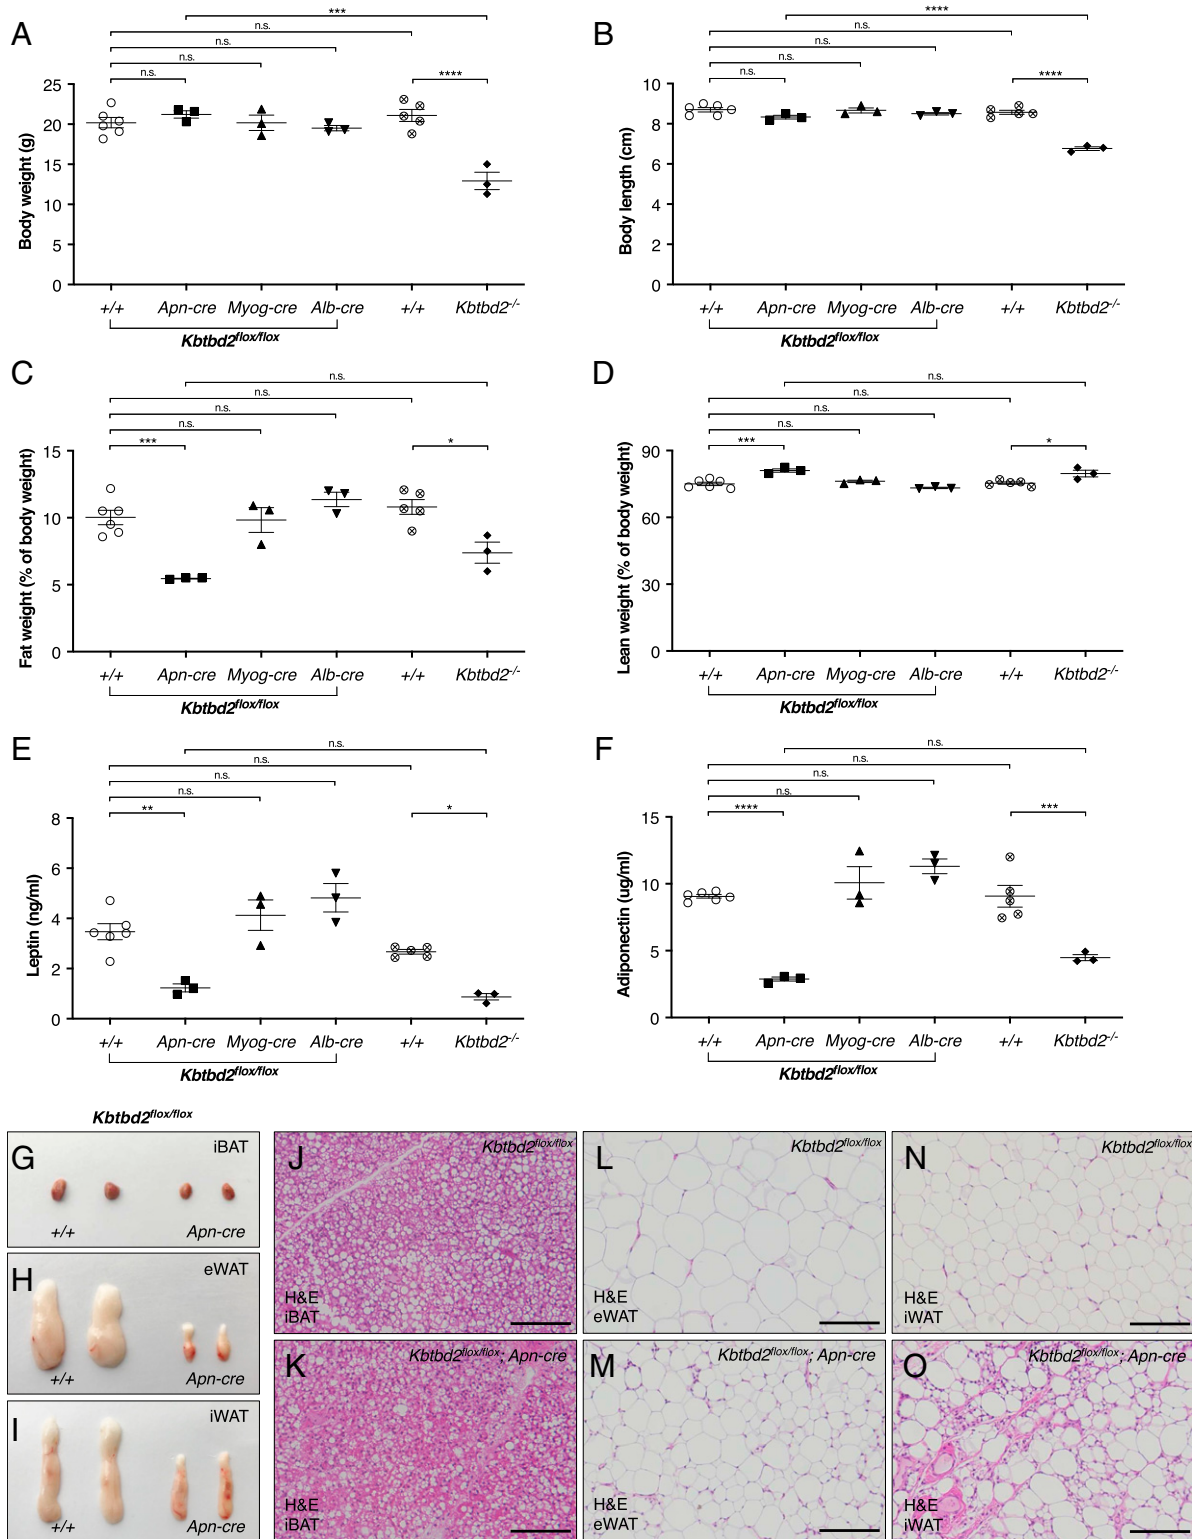 A
***
n.s.
n.s.
n.s.
n.s.
****
Body weight (g)
25
20
15
10
5
0
+/+ Apn-cre Myog-cre Alb-cre +/+ Kbtbd2-/-
Kbtbd2flox/flox
B
****
n.s.
n.s.
n.s.
n.s.
****
Body length (cm)
10
8
6
4
2
0
+/+ Apn-cre Myog-cre Alb-cre +/+ Kbtbd2-/-
Kbtbd2flox/flox
C
n.s.
n.s.
n.s.
n.s.
***
*
Fat weight (% of body weight)
15
10
5
0
+/+ Apn-cre Myog-cre Alb-cre +/+ Kbtbd2-/-
Kbtbd2flox/flox
D
n.s.
n.s.
n.s.
n.s.
***
*
Lean weight (% of body weight)
90
60
30
0
+/+ Apn-cre Myog-cre Alb-cre +/+ Kbtbd2-/-
Kbtbd2flox/flox
E
n.s.
n.s.
n.s.
n.s.
**
*
Leptin (ng/ml)
8
6
4
2
0
+/+ Apn-cre Myog-cre Alb-cre +/+ Kbtbd2-/-
Kbtbd2flox/flox
F
n.s.
n.s.
n.s.
n.s.
****
***
Adiponectin (ug/ml)
15
10
5
0
+/+ Apn-cre Myog-cre Alb-cre +/+ Kbtbd2-/-
Kbtbd2flox/flox
Kbtbd2flox/flox
G
iBAT
+/+ Apn-cre
H
eWAT
+/+ Apn-cre
I
iWAT
+/+ Apn-cre
J
Kbtbd2flox/flox
H&E
iBAT
K
Kbtbd2flox/flox; Apn-cre
H&E
iBAT
L
Kbtbd2flox/flox
H&E
eWAT
M
Kbtbd2flox/flox; Apn-cre
H&E
eWAT
N
Kbtbd2flox/flox
H&E
iWAT
O
Kbtbd2flox/flox; Apn-cre
H&E
iWAT